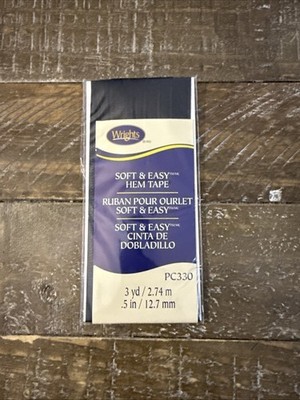 Wrights
SOFT & EASY
HEM TAPE
RUBAN POUR OURLET
SOFT & EASY
SOFT & EASY
CINTA DE
DOBLADILLO
PC330
3 yd / 2.74 m
.5 in / 12.7 mm